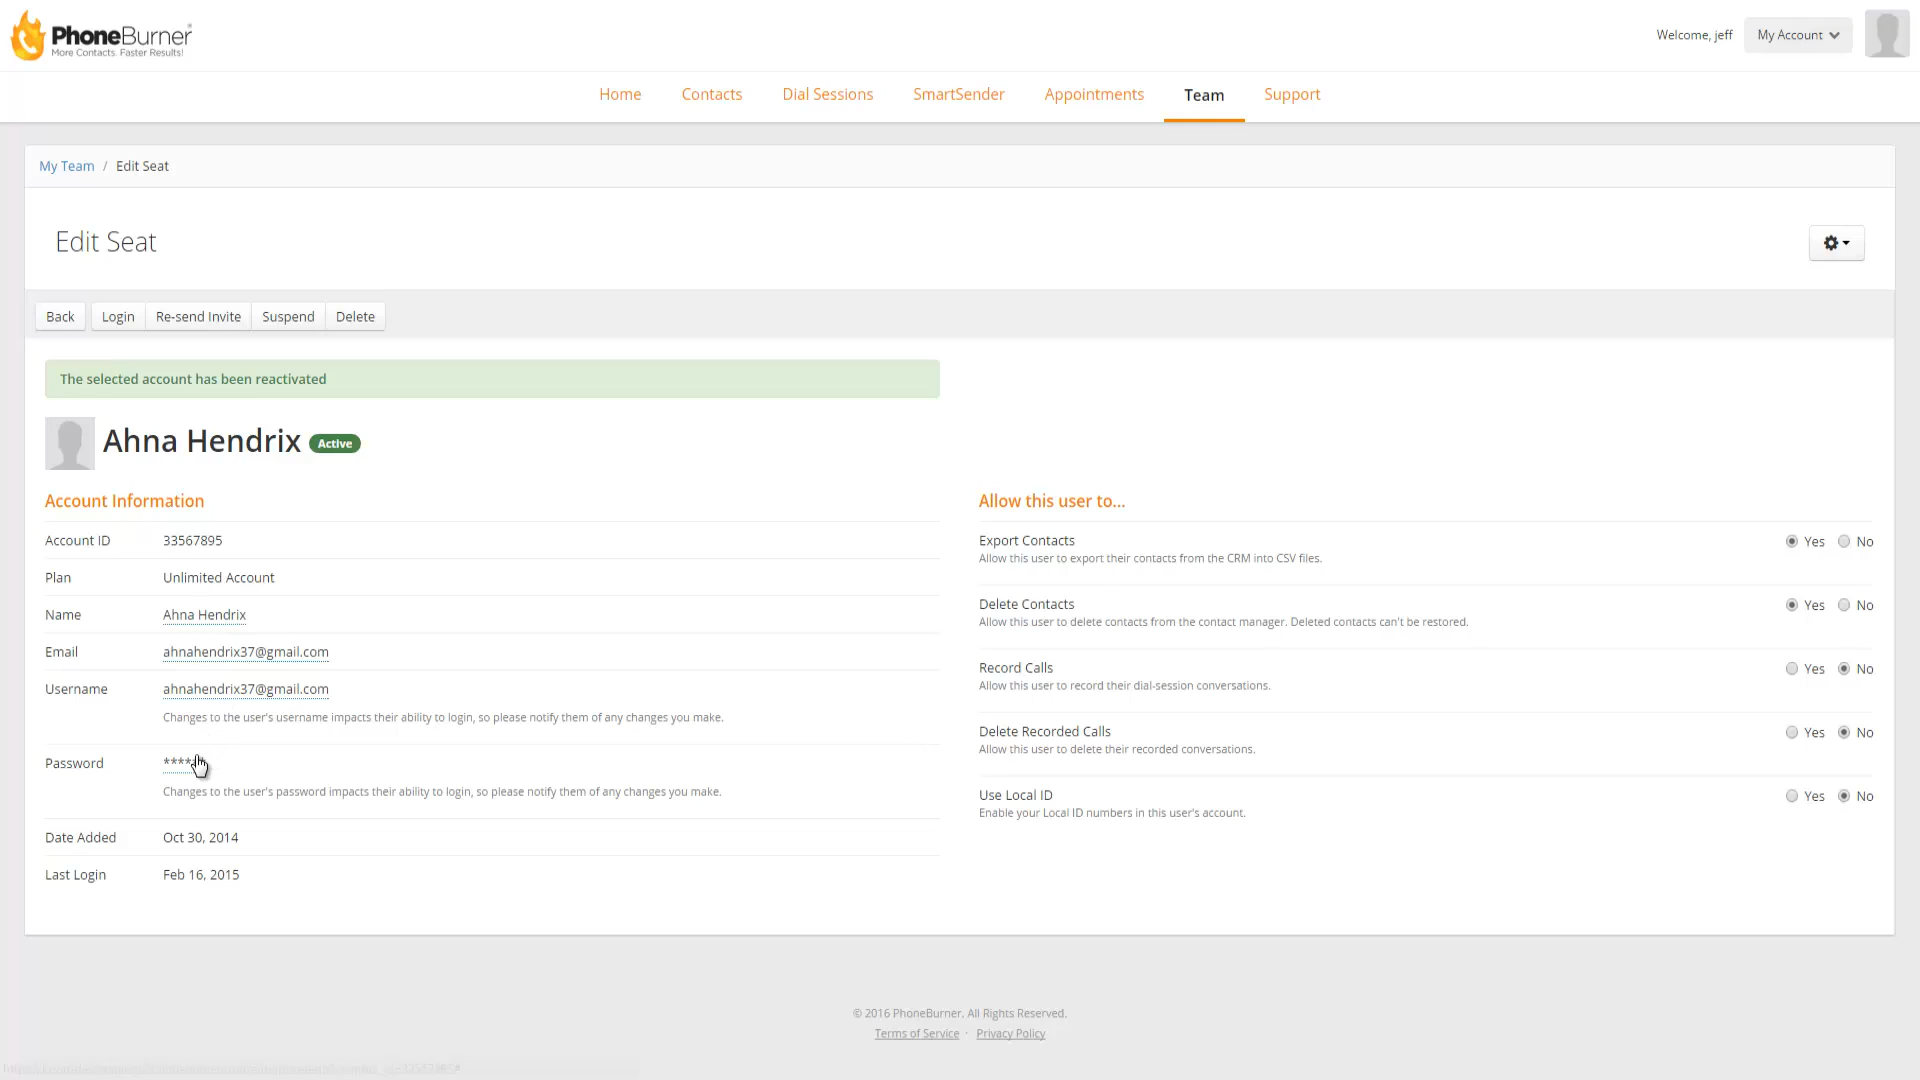 PhoneBurner®
More Contacts. Faster Results!
Welcome, jeff
My Account
Home
Contacts
Dial Sessions
SmartSender
Appointments
Team
Support
My Team / Edit Seat
Edit Seat
Back
Login
Re-send Invite
Suspend
Delete
The selected account has been reactivated
Ahna Hendrix Active
Account Information
Account ID 33567895
Plan Unlimited Account
Name Ahna Hendrix
Email ahnahendrix37@gmail.com
Username ahnahendrix37@gmail.com
Changes to the user's username impacts their ability to login, so please notify them of any changes you make.
Password ****
Changes to the user's password impacts their ability to login, so please notify them of any changes you make.
Date Added Oct 30, 2014
Last Login Feb 16, 2015
Allow this user to...
Export Contacts Yes No
Allow this user to export their contacts from the CRM into CSV files.
Delete Contacts Yes No
Allow this user to delete contacts from the contact manager. Deleted contacts can't be restored.
Record Calls Yes No
Allow this user to record their dial-session conversations.
Delete Recorded Calls Yes No
Allow this user to delete their recorded conversations.
Use Local ID Yes No
Enable your Local ID numbers in this user's account.
© 2016 PhoneBurner. All Rights Reserved.
Terms of Service · Privacy Policy